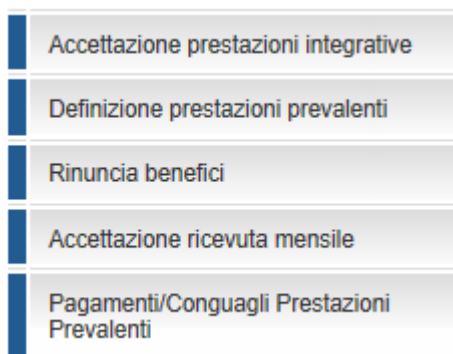 Accettazione prestazioni integrative
Definizione prestazioni prevalenti
Rinuncia benefici
Accettazione ricevuta mensile
Pagamenti/Conguagli Prestazioni
Prevalenti